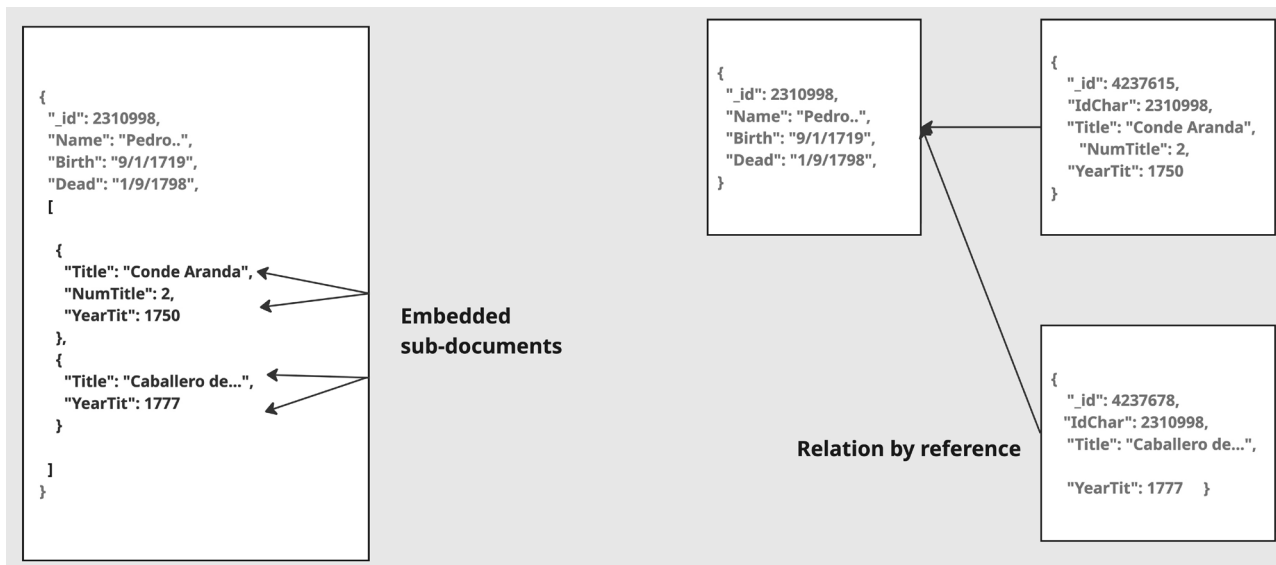 {
"_id": 2310998,
"Name": "Pedro..",
"Birth": "9/1/1719",
"Dead": "1/9/1798",
[
{
"Title": "Conde Aranda",
"NumTitle": 2,
"YearTit": 1750
},
{
"Title": "Caballero de...",
"YearTit": 1777
}
]
}
Embedded
sub-documents
{
"_id": 2310998,
"Name": "Pedro..",
"Birth": "9/1/1719",
"Dead": "1/9/1798",
}
{
"_id": 4237615,
"IdChar": 2310998,
"Title": "Conde Aranda",
"NumTitle": 2,
"YearTit": 1750
}
Relation by reference
{
"_id": 4237678,
"IdChar": 2310998,
"Title": "Caballero de...",
"YearTit": 1777 }